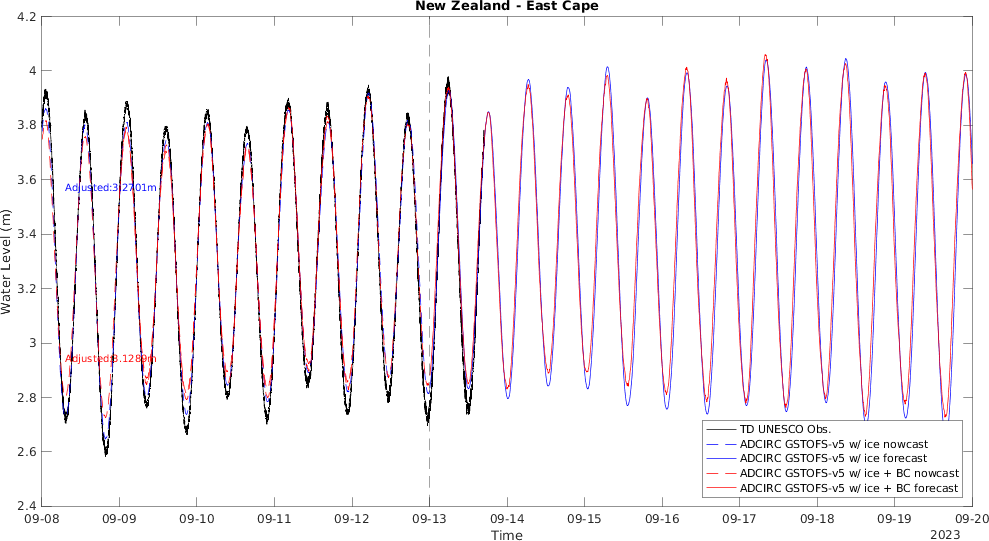 New Zealand - East Cape
Water Level (m)
4.2
4
3.8
3.6
3.4
3.2
3
2.8
2.6
2.4
Adjusted:3.2701m
Adjusted:3.1289m
TD UNESCO Obs.
ADCIRC GSTOFS-v5 w/ ice nowcast
ADCIRC GSTOFS-v5 w/ ice forecast
ADCIRC GSTOFS-v5 w/ ice + BC nowcast
ADCIRC GSTOFS-v5 w/ ice + BC forecast
09-08 09-09 09-10 09-11 09-12 09-13 09-14 09-15 09-16 09-17 09-18 09-19 09-20
Time
2023